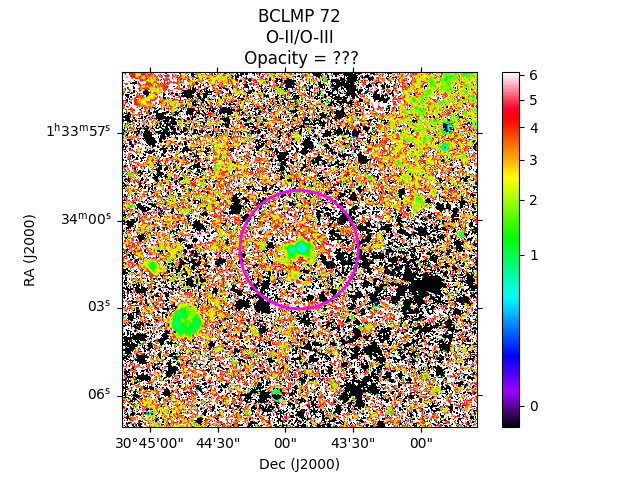 BCLMP 72
O-II/O-III
Opacity = ???
1ʰ33ᵐ57ˢ
34ᵐ00ˢ
03ˢ
06ˢ
RA (J2000)
30°45'00" 44'30" 00" 43'30" 00"
Dec (J2000)
6
5
4
3
2
1
0